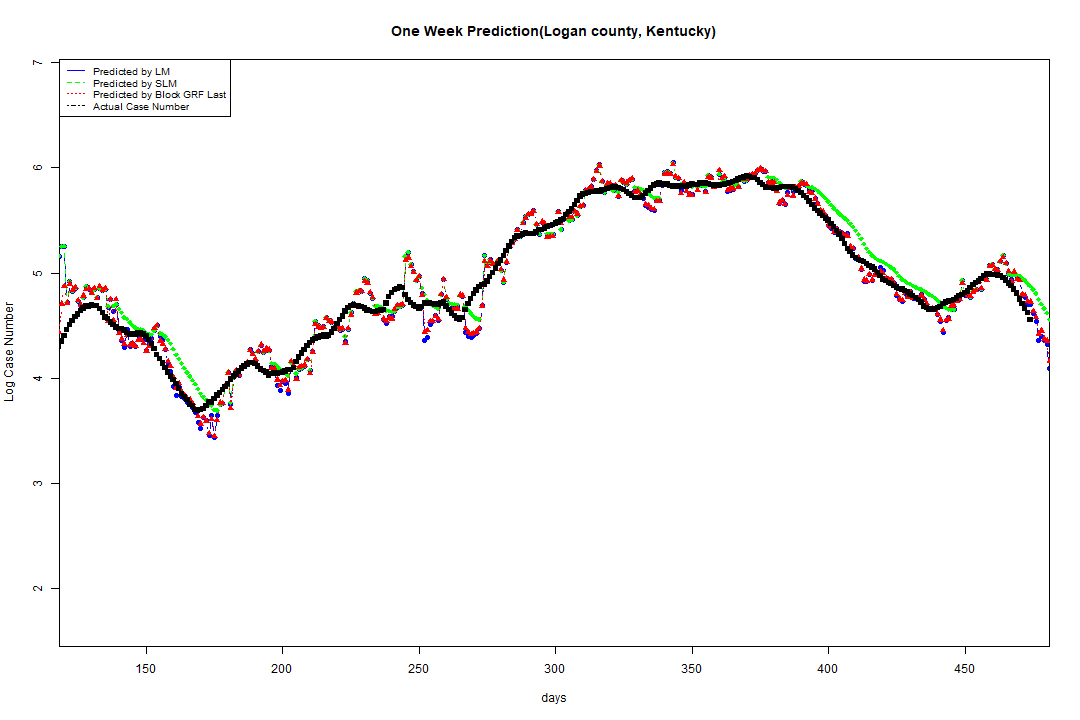 One Week Prediction(Logan county, Kentucky)
Predicted by LM
Predicted by SLM
Predicted by Block GRF Last
Actual Case Number
7
6
5
4
3
2
Log Case Number
150 200 250 300 350 400 450
days